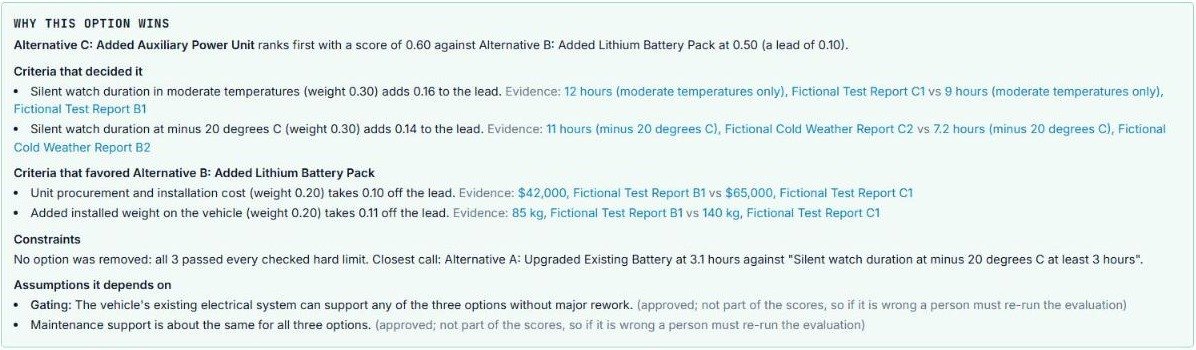 WHY THIS OPTION WINS
Alternative C: Added Auxiliary Power Unit ranks first with a score of 0.60 against Alternative B: Added Lithium Battery Pack at 0.50 (a lead of 0.10).
Criteria that decided it
• Silent watch duration in moderate temperatures (weight 0.30) adds 0.16 to the lead. Evidence: 12 hours (moderate temperatures only), Fictional Test Report C1 vs 9 hours (moderate temperatures only),
Fictional Test Report B1
• Silent watch duration at minus 20 degrees C (weight 0.30) adds 0.14 to the lead. Evidence: 11 hours (minus 20 degrees C), Fictional Cold Weather Report C2 vs 7.2 hours (minus 20 degrees C), Fictional
Cold Weather Report B2
Criteria that favored Alternative B: Added Lithium Battery Pack
• Unit procurement and installation cost (weight 0.20) takes 0.10 off the lead. Evidence: $42,000, Fictional Test Report B1 vs $65,000, Fictional Test Report C1
• Added installed weight on the vehicle (weight 0.20) takes 0.11 off the lead. Evidence: 85 kg, Fictional Test Report B1 vs 140 kg, Fictional Test Report C1
Constraints
No option was removed: all 3 passed every checked hard limit. Closest call: Alternative A: Upgraded Existing Battery at 3.1 hours against "Silent watch duration at minus 20 degrees C at least 3 hours".
Assumptions it depends on
• Gating: The vehicle's existing electrical system can support any of the three options without major rework. (approved; not part of the scores, so if it is wrong a person must re-run the evaluation)
• Maintenance support is about the same for all three options. (approved; not part of the scores, so if it is wrong a person must re-run the evaluation)